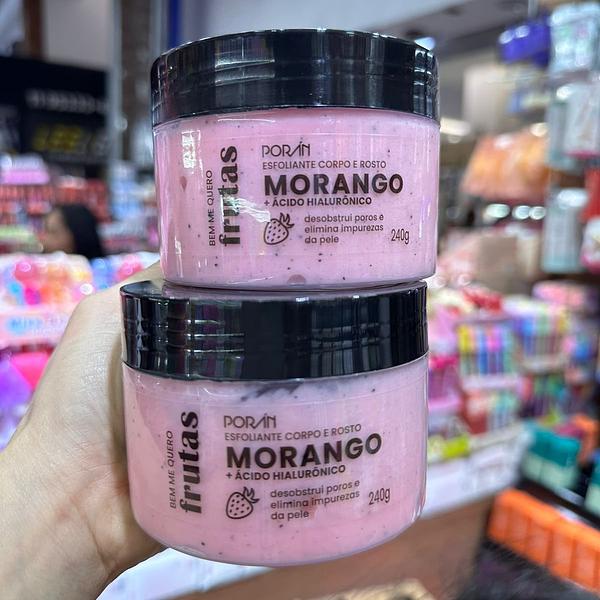 BEM ME QUERO
frutas
PORÁN
ESFOLIANTE CORPO E ROSTO
MORANGO
+ ÁCIDO HIALURÔNICO
desobstrui poros e
elimina impurezas
da pele
240g
BEM ME QUERO
frutas
PORÁN
ESFOLIANTE CORPO E ROSTO
MORANGO
+ ÁCIDO HIALURÔNICO
desobstrui poros e
elimina impurezas
da pele
240g